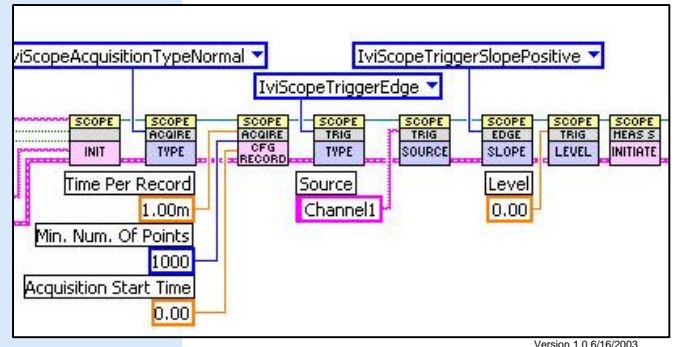 viScopeAcquisitionTypeNormal
IviScopeTriggerSlopePositive
IviScopeTriggerEdge
SCOPE INIT
SCOPE ACQIRE TYPE
SCOPE ACQIRE CFG RECORD
SCOPE TRIG TYPE
SCOPE TRIG SOURCE
SCOPE EDGE SLOPE
SCOPE TRIG LEVEL
SCOPE MEAS S INITIATE
Time Per Record
1.00m
Source
Channel1
Level
0.00
Min. Num. Of Points
1000
Acquisition Start Time
0.00
Version 1.0 6/16/2003